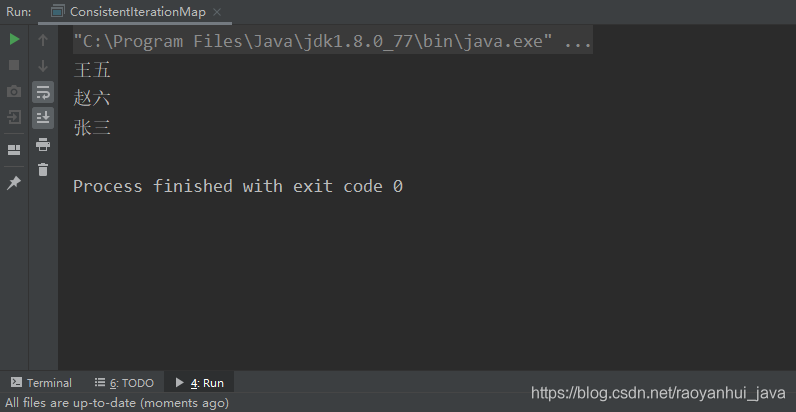 Run: ConsistentIterationMap
"C:\Program Files\Java\jdk1.8.0_77\bin\java.exe" ...
王五
赵六
张三
Process finished with exit code 0
Terminal 6: TODO 4: Run
All files are up-to-date (moments ago)
https://blog.csdn.net/raoyanhui_java